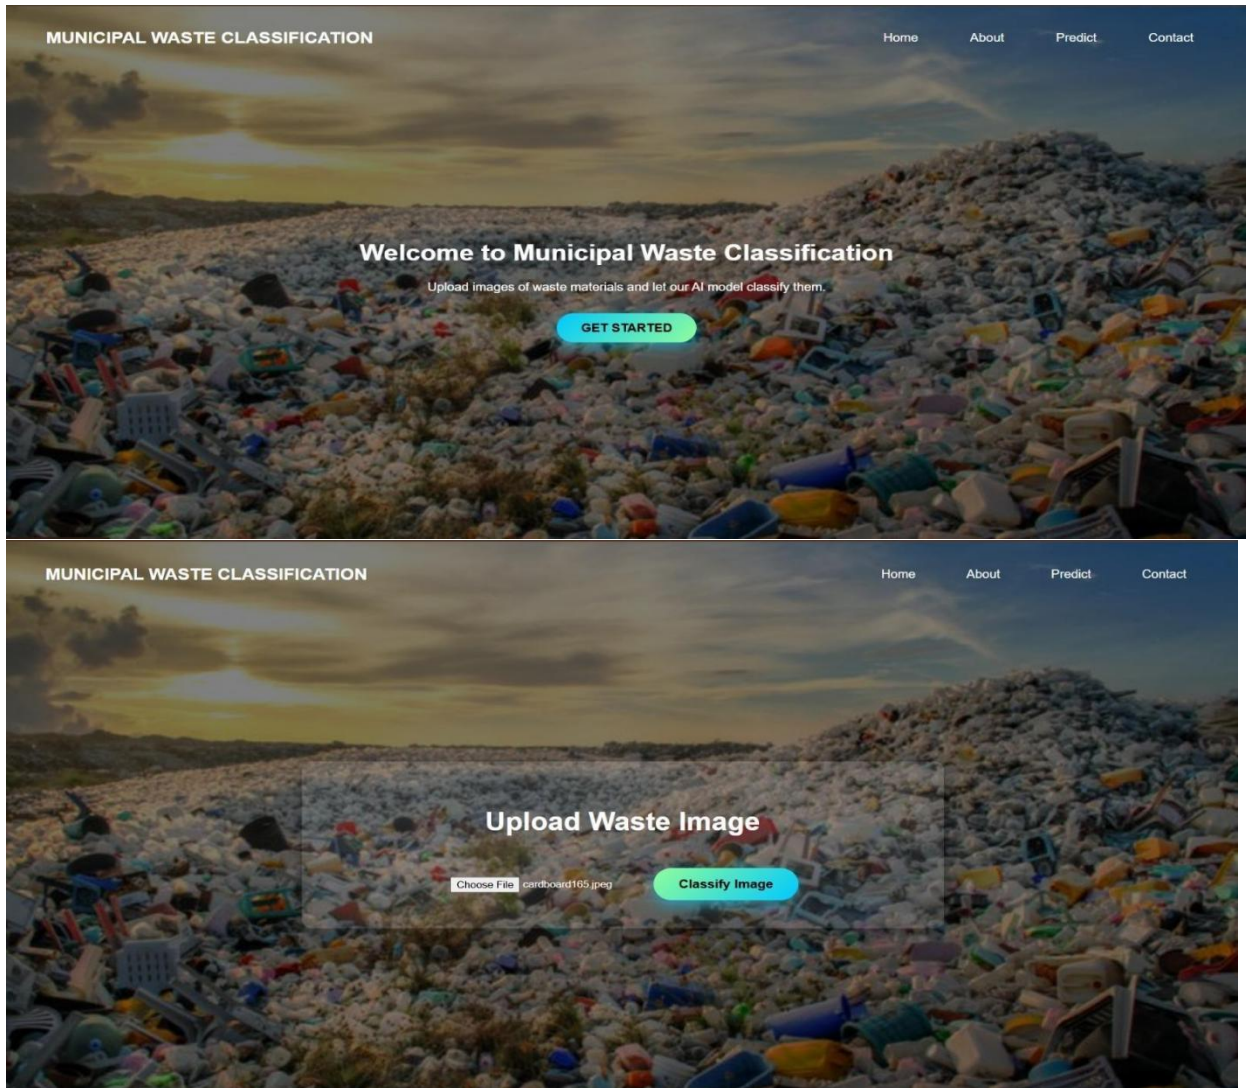 MUNICIPAL WASTE CLASSIFICATION Home About Predict Contact
Welcome to Municipal Waste Classification
Upload images of waste materials and let our AI model classify them.
GET STARTED
MUNICIPAL WASTE CLASSIFICATION Home About Predict Contact
Upload Waste Image
Choose File cardboard165.jpeg Classify Image